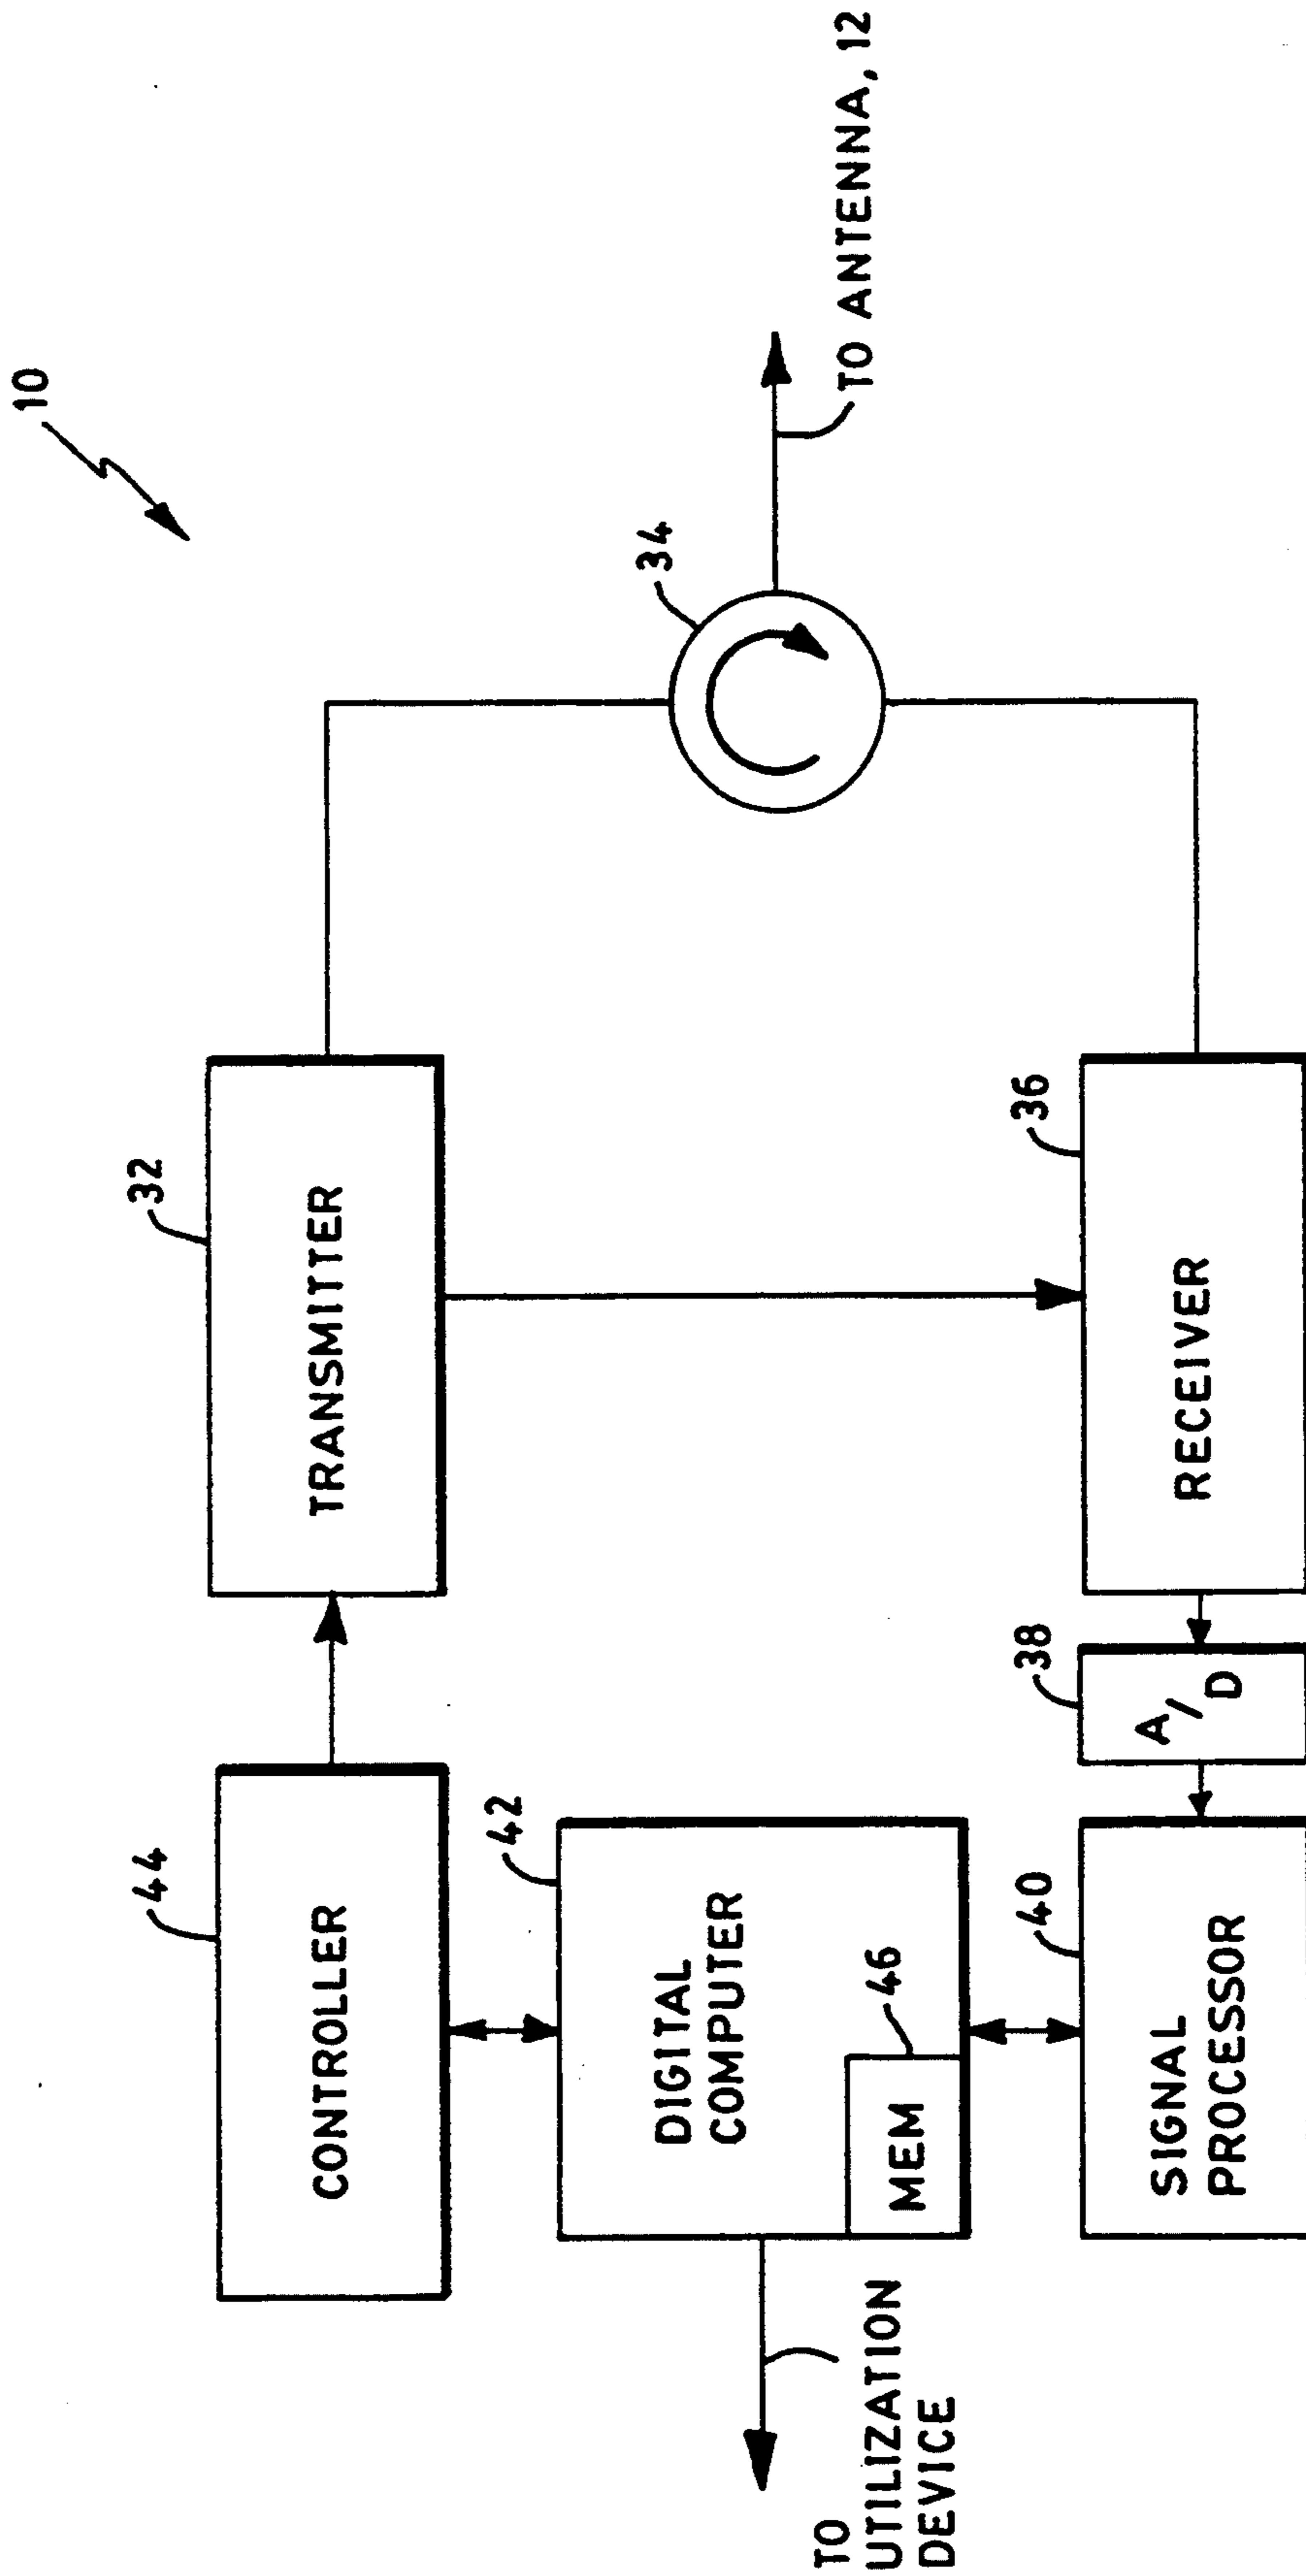 10
44
CONTROLLER
32
TRANSMITTER
34
TO ANTENNA, 12
42
DIGITAL
COMPUTER
46
MEM
TO
UTILIZATION
DEVICE
40
SIGNAL
PROCESSOR
38
A/D
36
RECEIVER